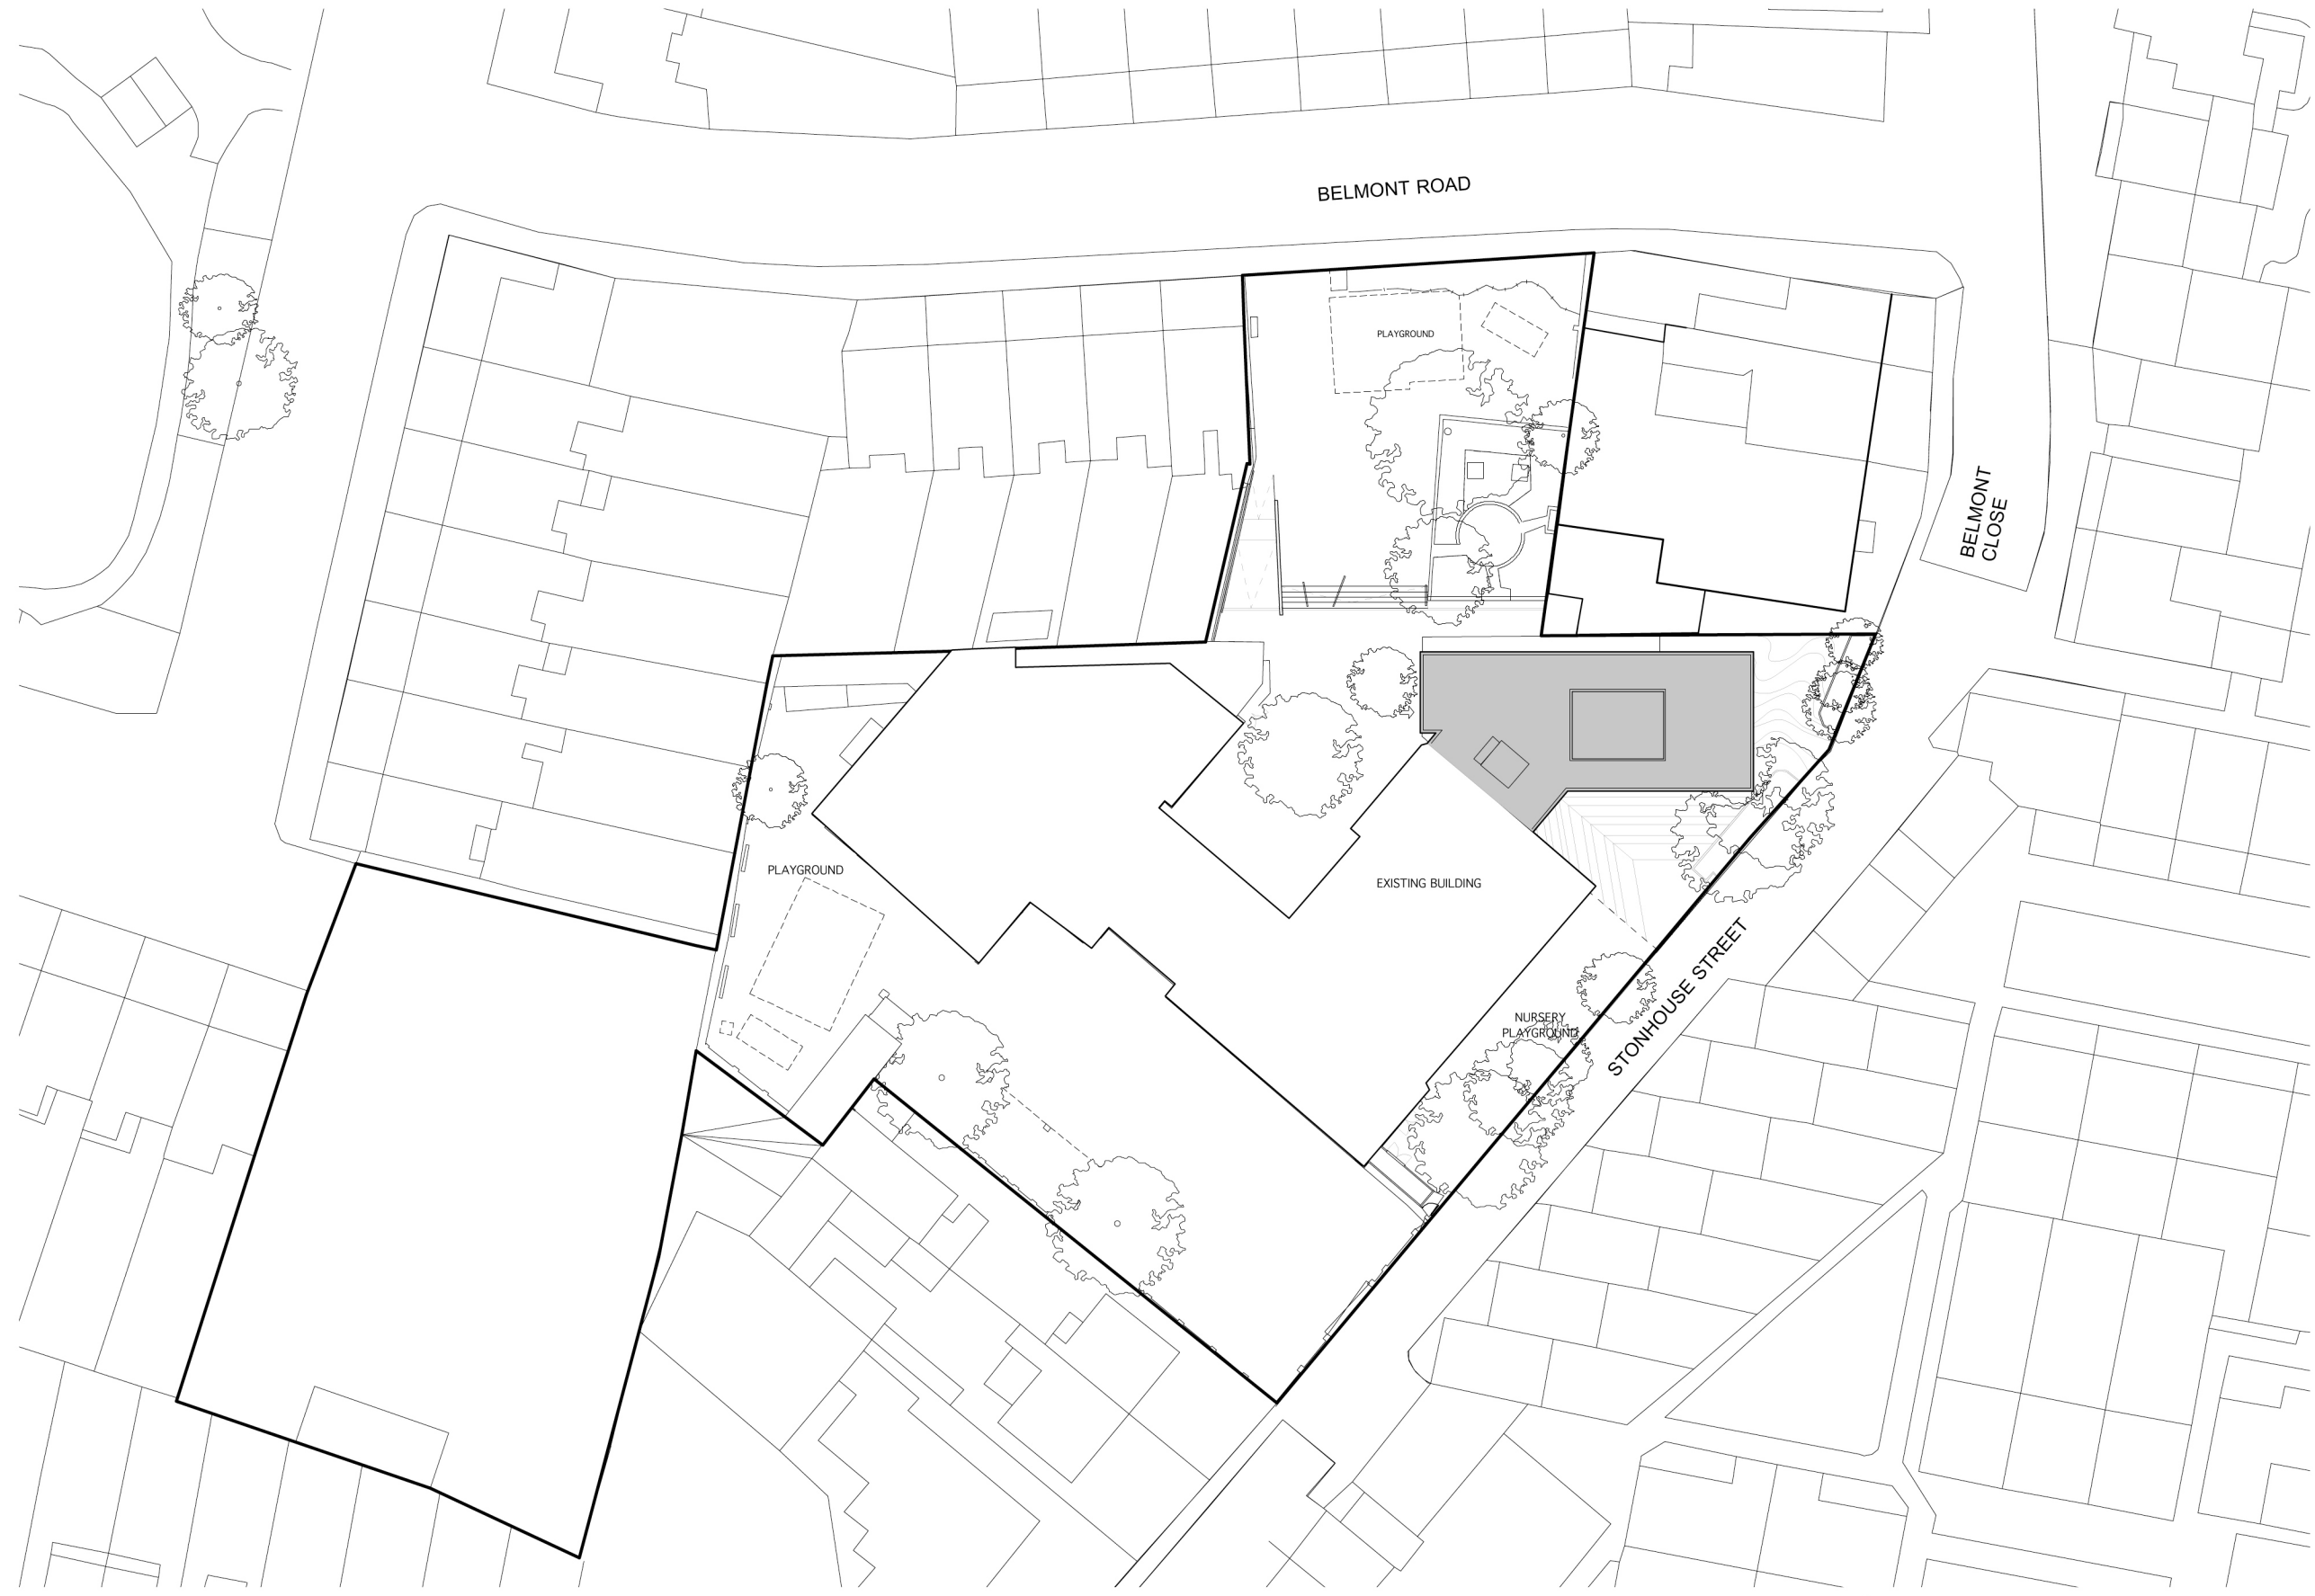 BELMONT ROAD
PLAYGROUND
BELMONT
CLOSE
PLAYGROUND
EXISTING BUILDING
STONHOUSE STREET
NURSERY
PLAYGROUND